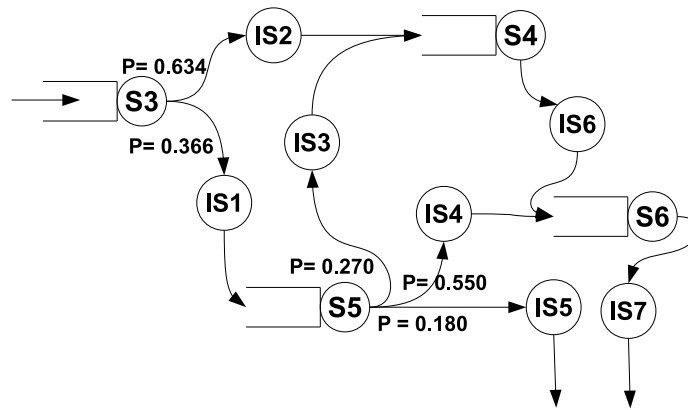 IS2
S4
P= 0.634
S3
IS6
P= 0.366
IS3
IS1
IS4
S6
P= 0.270
P= 0.550
S5
P = 0.180
IS5
IS7